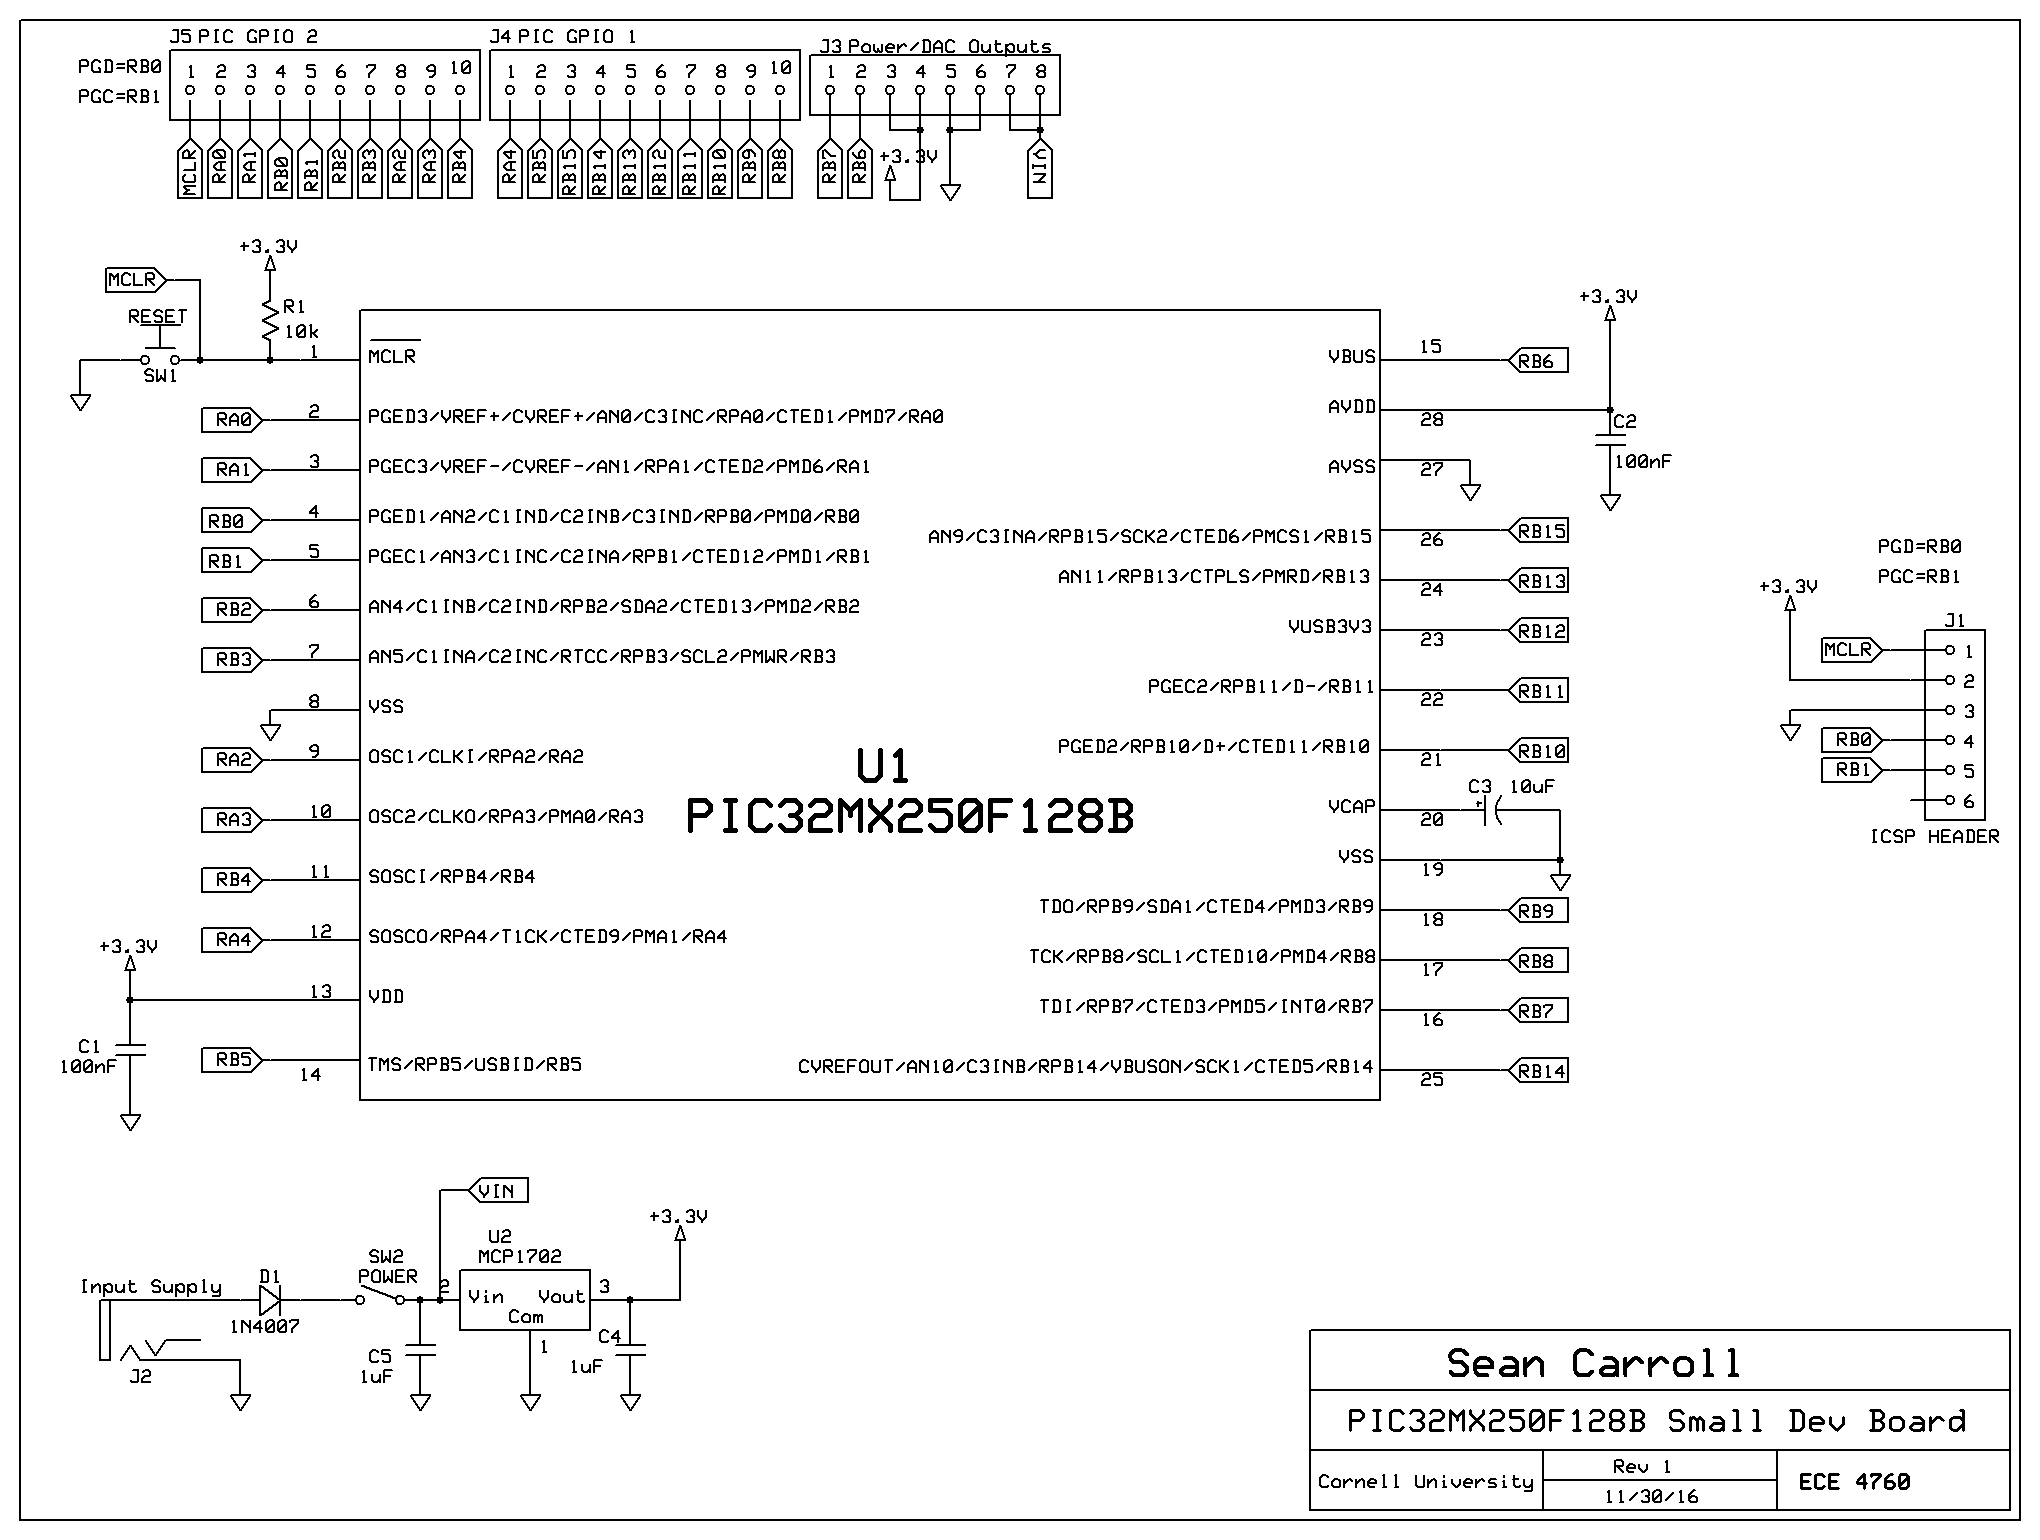 J5 PIC GPIO 2
PGD=RB0
PGC=RB1
1 2 3 4 5 6 7 8 9 10
MCLR RA0 RA1 RB0 RB1 RB2 RB3 RA2 RA3 RB4
J4 PIC GPIO 1
1 2 3 4 5 6 7 8 9 10
RA4 RB5 RB15 RB14 RB13 RB12 RB11 RB10 RB9 RB8
J3 Power/DAC Outputs
1 2 3 4 5 6 7 8
+3.3V
RB7 RB6 VIN
+3.3V
MCLR
R1
10k
RESET
SW1
1 MCLR
RA0 2 PGED3/VREF+/CVREF+/AN0/C3INC/RPA0/CTED1/PMD7/RA0
RA1 3 PGEC3/VREF-/CVREF-/AN1/RPA1/CTED2/PMD6/RA1
RB0 4 PGED1/AN2/C1IND/C2INB/C3IND/RPB0/PMD0/RB0
RB1 5 PGEC1/AN3/C1INC/C2INA/RPB1/CTED12/PMD1/RB1
RB2 6 AN4/C1INB/C2IND/RPB2/SDA2/CTED13/PMD2/RB2
RB3 7 AN5/C1INA/C2INC/RTCC/RPB3/SCL2/PMWR/RB3
8 VSS
RA2 9 OSC1/CLKI/RPA2/RA2
RA3 10 OSC2/CLKO/RPA3/PMA0/RA3
RB4 11 SOSCI/RPB4/RB4
RA4 12 SOSCO/RPA4/T1CK/CTED9/PMA1/RA4
+3.3V
13 VDD
C1
100nF
RB5 14 TMS/RPB5/USBID/RB5
U1
PIC32MX250F128B
VBUS 15 RB6
+3.3V
AVDD 28
C2
100nF
AVSS 27
AN9/C3INA/RPB15/SCK2/CTED6/PMCS1/RB15 26 RB15
AN11/RPB13/CTPLS/PMRD/RB13 24 RB13
VUSB3V3 23 RB12
PGEC2/RPB11/D-/RB11 22 RB11
PGED2/RPB10/D+/CTED11/RB10 21 RB10
C3 10uF
+
VCAP 20
VSS 19
TDO/RPB9/SDA1/CTED4/PMD3/RB9 18 RB9
TCK/RPB8/SCL1/CTED10/PMD4/RB8 17 RB8
TDI/RPB7/CTED3/PMD5/INT0/RB7 16 RB7
CVREFOUT/AN10/C3INB/RPB14/VBUSON/SCK1/CTED5/RB14 25 RB14
PGD=RB0
PGC=RB1
+3.3V
J1
MCLR 1
2
3
RB0 4
RB1 5
6
ICSP HEADER
VIN
+3.3V
U2
MCP1702
SW2
POWER
Input Supply
D1
1N4007
J2
2 Vin Vout 3
Com
1
C5
1uF
C4
1uF
Sean Carroll
PIC32MX250F128B Small Dev Board
Cornell University
Rev 1
11/30/16
ECE 4760